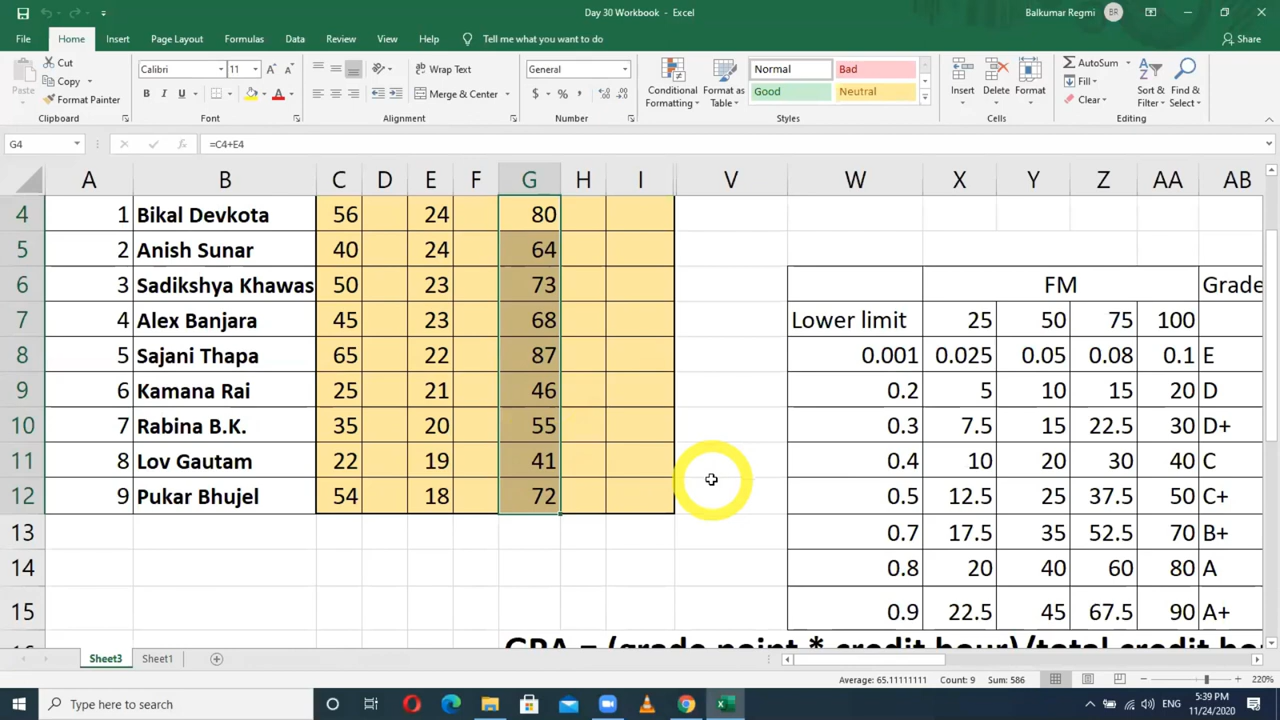 Day 30 Workbook - Excel
Balkumar Regmi BR
File Home Insert Page Layout Formulas Data Review View Help Tell me what you want to do Share
Paste Cut Copy Format Painter Clipboard
Calibri 11 Font
Wrap Text Merge & Center Alignment
General Number
Conditional Formatting Format as Table
Normal Bad Good Neutral Styles
Insert Delete Format Cells
AutoSum Fill Clear Sort & Filter Find & Select Editing
G4 =C4+E4
A B C D E F G H I V W X Y Z AA AB
4 1 Bikal Devkota 56 24 80
5 2 Anish Sunar 40 24 64
6 3 Sadikshya Khawas 50 23 73 FM Grade
7 4 Alex Banjara 45 23 68 Lower limit 25 50 75 100
8 5 Sajani Thapa 65 22 87 0.001 0.025 0.05 0.08 0.1 E
9 6 Kamana Rai 25 21 46 0.2 5 10 15 20 D
10 7 Rabina B.K. 35 20 55 0.3 7.5 15 22.5 30 D+
11 8 Lov Gautam 22 19 41 0.4 10 20 30 40 C
12 9 Pukar Bhujel 54 18 72 0.5 12.5 25 37.5 50 C+
13 0.7 17.5 35 52.5 70 B+
14 0.8 20 40 60 80 A
15 0.9 22.5 45 67.5 90 A+
GPA = (grade point * credit hour)/total credit hou
Sheet3 Sheet1
Average: 65.11111111 Count: 9 Sum: 586 220%
Type here to search ENG 5:39 PM
11/24/2020